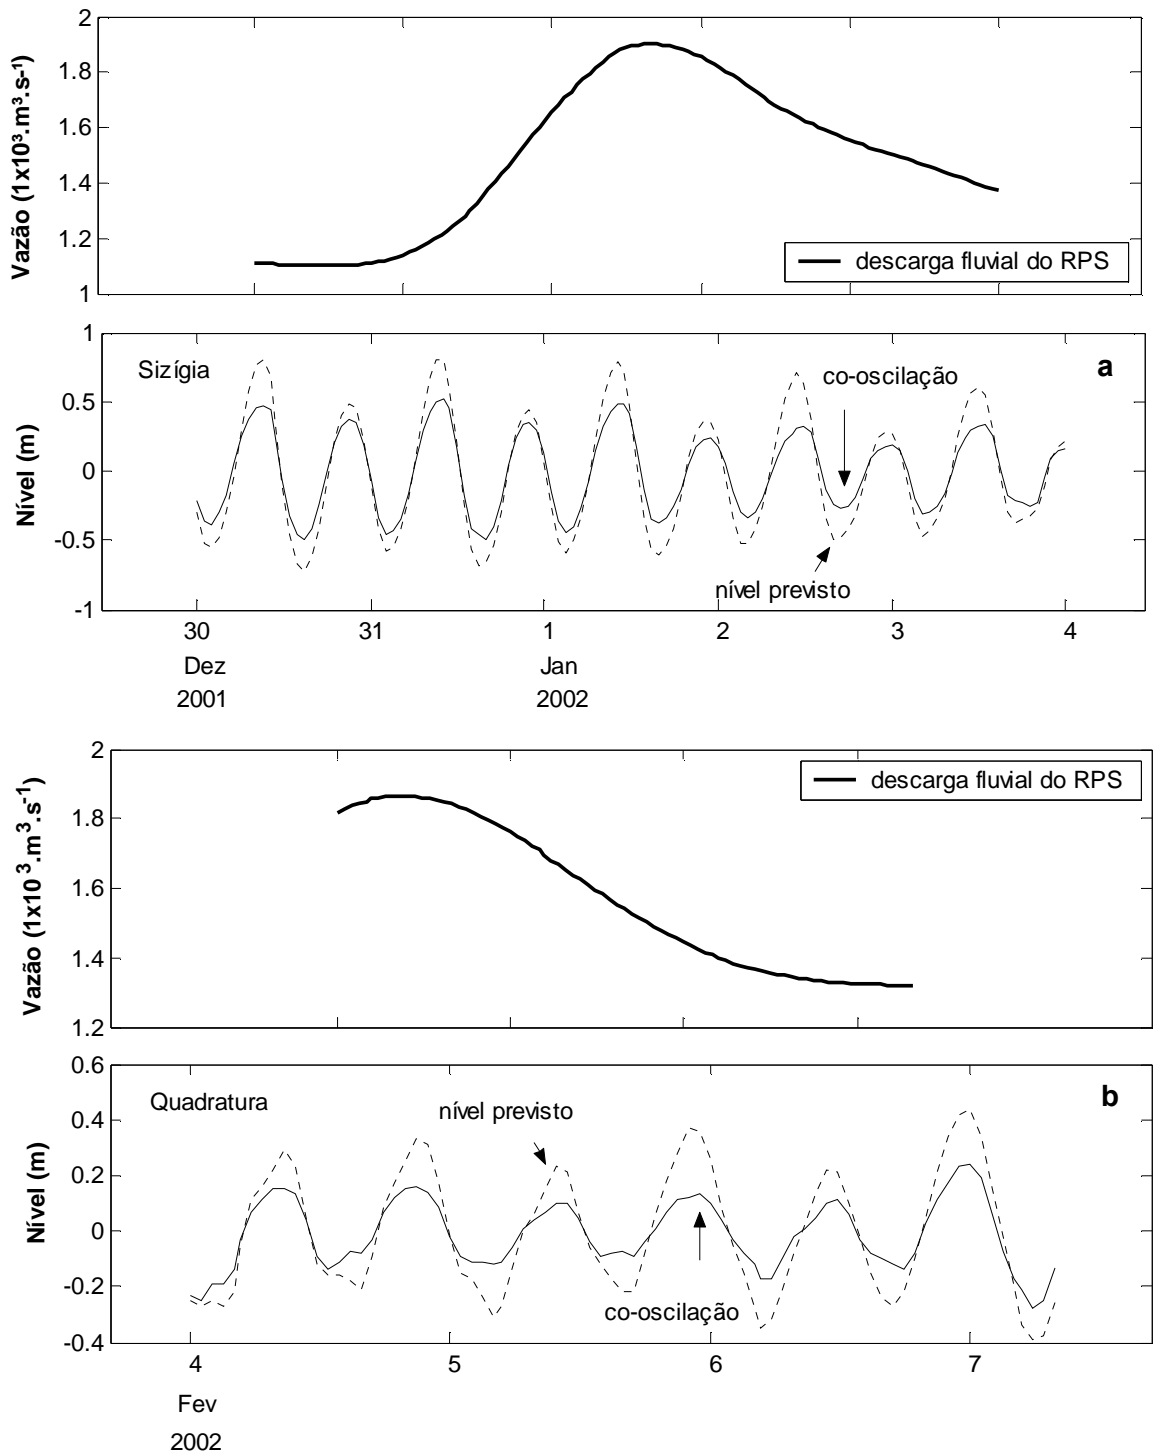 2
1.8
1.6
1.4
1.2
1
Vazão (1x10³.m³.s-¹)
descarga fluvial do RPS
1
0.5
0
-0.5
-1
Nível (m)
Sizígia
a
co-oscilação
nível previsto
30 31 1 2 3 4
Dez Jan
2001 2002
2
1.8
1.6
1.4
1.2
Vazão (1x10³.m³.s⁻¹)
descarga fluvial do RPS
0.6
0.4
0.2
0
-0.2
-0.4
Nível (m)
Quadratura
b
nível previsto
co-oscilação
4 5 6 7
Fev
2002